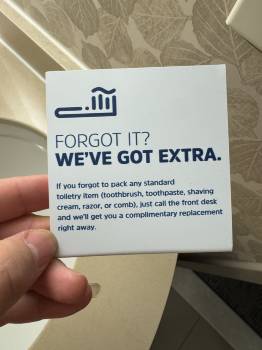 FORGOT IT?
WE'VE GOT EXTRA.
If you forgot to pack any standard
toiletry item (toothbrush, toothpaste, shaving
cream, razor, or comb), just call the front desk
and we'll get you a complimentary replacement
right away.